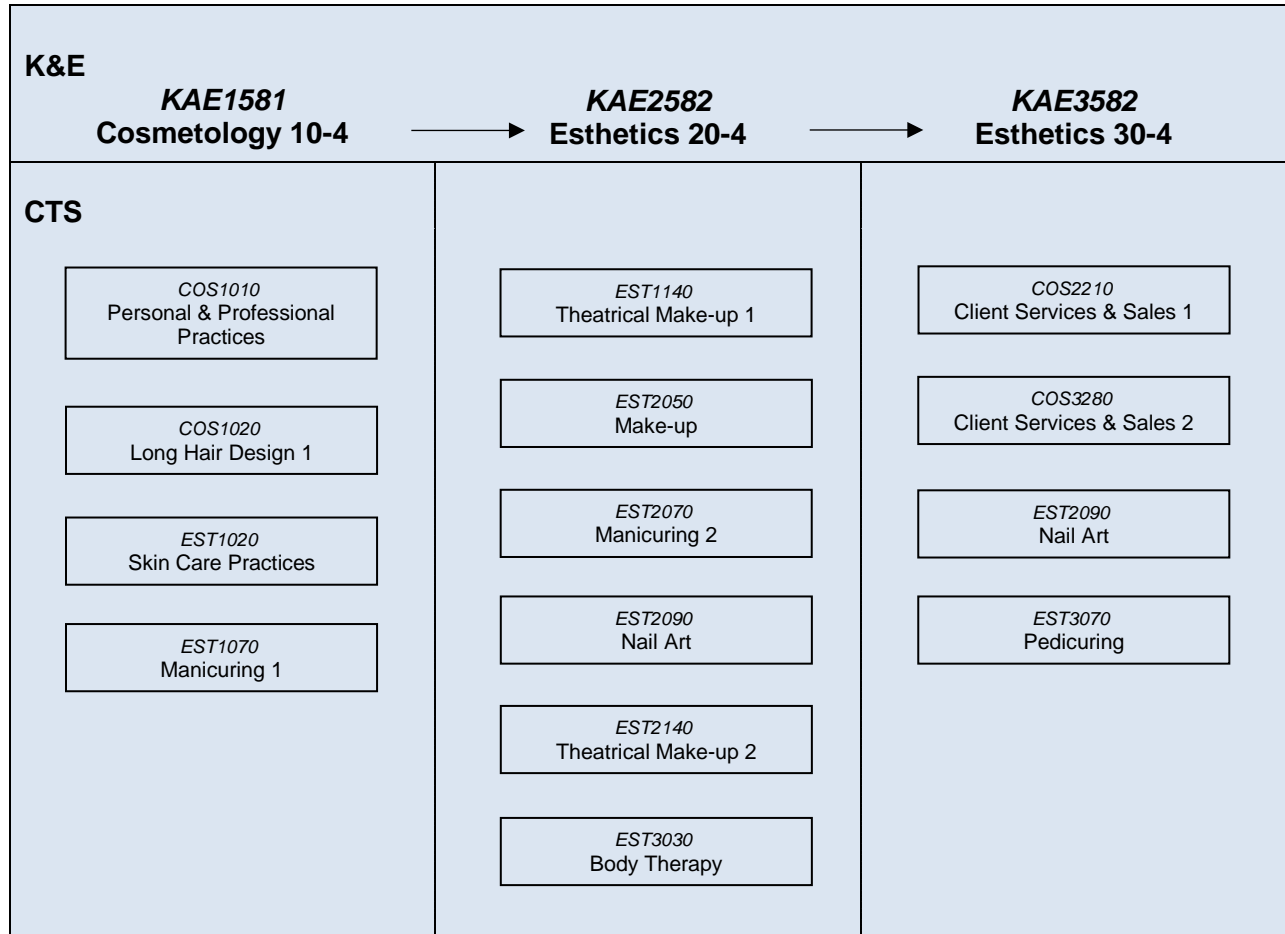 K&E
KAE1581
Cosmetology 10-4
KAE2582
Esthetics 20-4
KAE3582
Esthetics 30-4
CTS
COS1010
Personal & Professional
Practices
COS1020
Long Hair Design 1
EST1020
Skin Care Practices
EST1070
Manicuring 1
EST1140
Theatrical Make-up 1
EST2050
Make-up
EST2070
Manicuring 2
EST2090
Nail Art
EST2140
Theatrical Make-up 2
EST3030
Body Therapy
COS2210
Client Services & Sales 1
COS3280
Client Services & Sales 2
EST2090
Nail Art
EST3070
Pedicuring